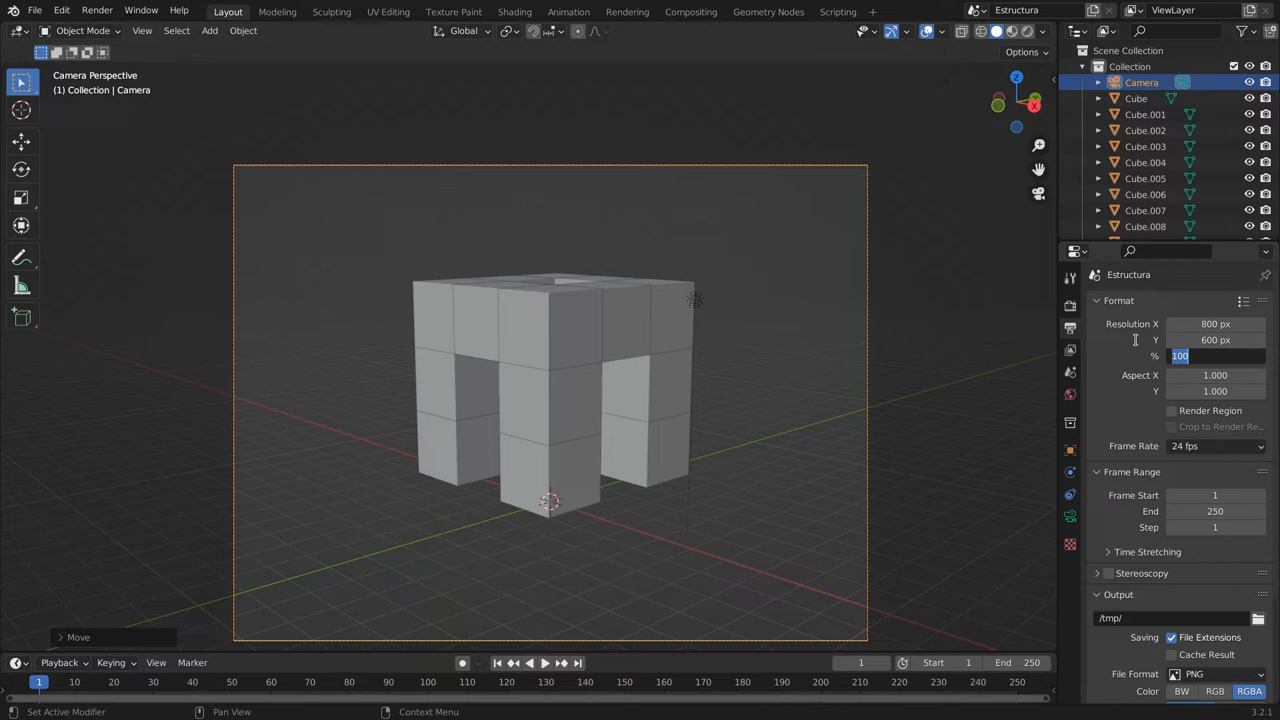 File Edit Render Window Help Layout Modeling Sculpting UV Editing Texture Paint Shading Animation Rendering Compositing Geometry Nodes Scripting Estructura ViewLayer
Object Mode View Select Add Object Global
Options
Camera Perspective
(1) Collection | Camera
Z
Y
X
Move
Scene Collection
Collection
Camera
Cube
Cube.001
Cube.002
Cube.003
Cube.004
Cube.005
Cube.006
Cube.007
Cube.008
Estructura
Format
Resolution X 800 px
Y 600 px
% 100
Aspect X 1.000
Y 1.000
Render Region
Crop to Render Re...
Frame Rate 24 fps
Frame Range
Frame Start 1
End 250
Step 1
Time Stretching
Stereoscopy
Output
/tmp/
Saving File Extensions
Cache Result
File Format PNG
Color BW RGB RGBA
Playback Keying View Marker 1 Start 1 End 250
1 10 20 30 40 50 60 70 80 90 100 110 120 130 140 150 160 170 180 190 200 210 220 230 240 250
Set Active Modifier Pan View Context Menu 3.2.1